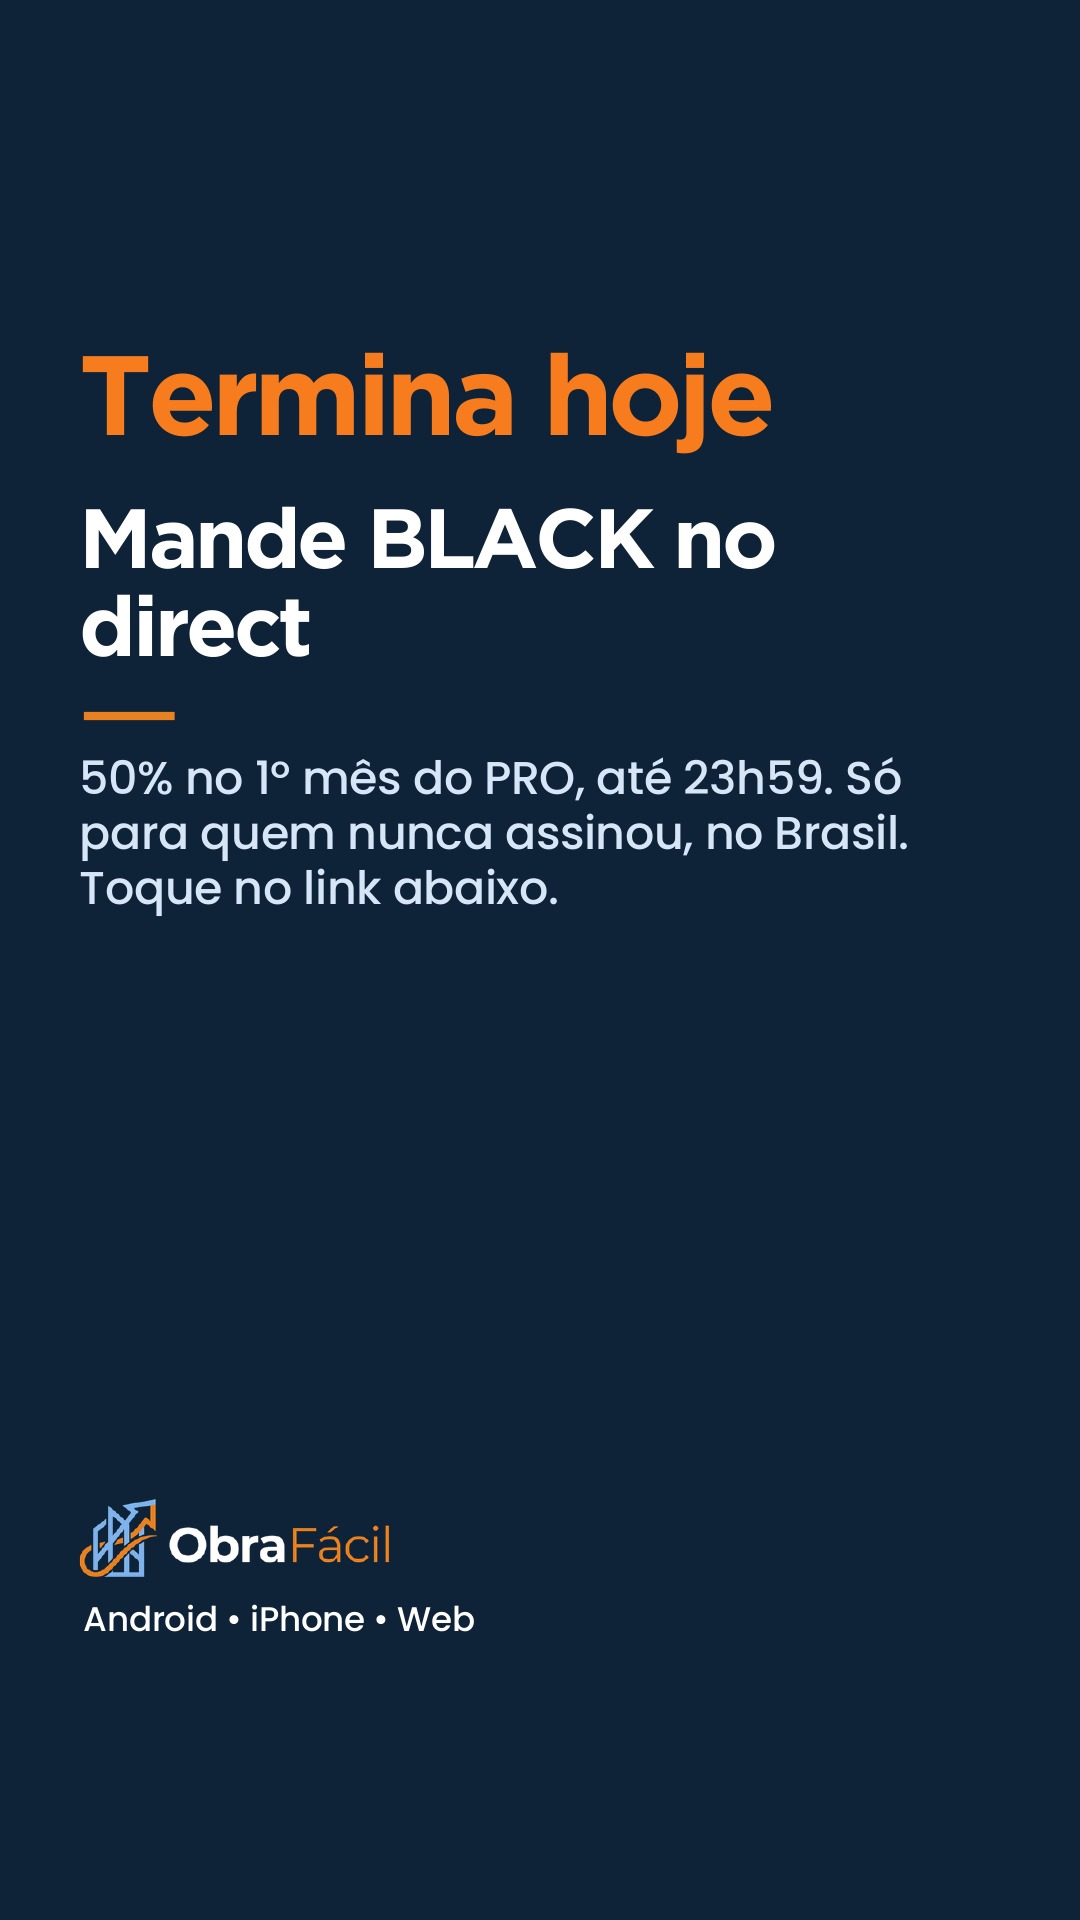 Termina hoje
Mande BLACK no
direct
50% no 1º mês do PRO, até 23h59. Só
para quem nunca assinou, no Brasil.
Toque no link abaixo.
ObraFácil
Android • iPhone • Web